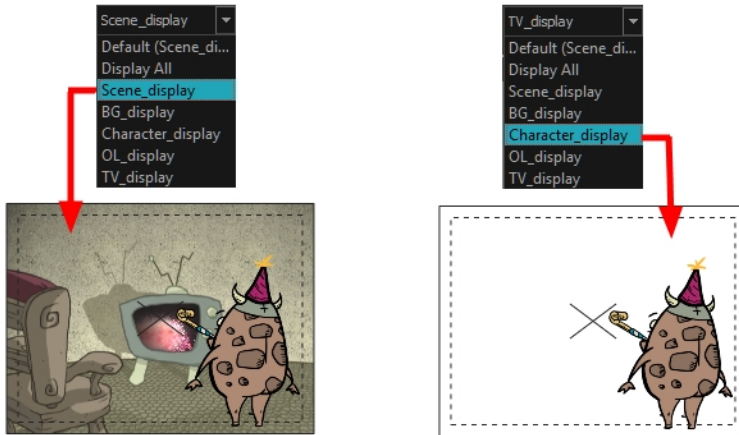 Scene_display
Default (Scene_di...
Display All
Scene_display
BG_display
Character_display
OL_display
TV_display
TV_display
Default (Scene_di...
Display All
Scene_display
BG_display
Character_display
OL_display
TV_display